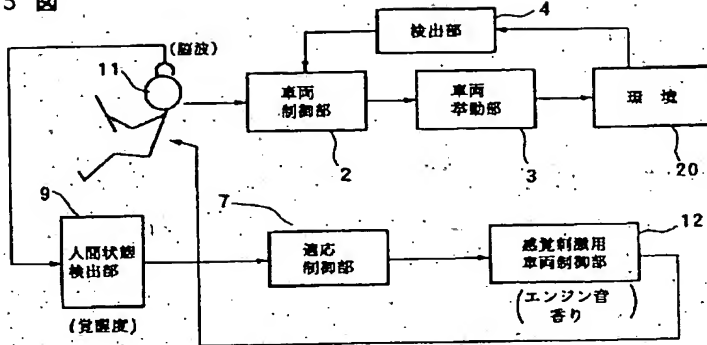 5 図
4
検出部
(脳波)
11
車両
制御部
車両
挙動部
環 境
2
3
20
9
7
12
人間状態
検出部
適応
制御部
感覚刺激用
車両制御部
(エンジン音
香り)
(覚醒度)